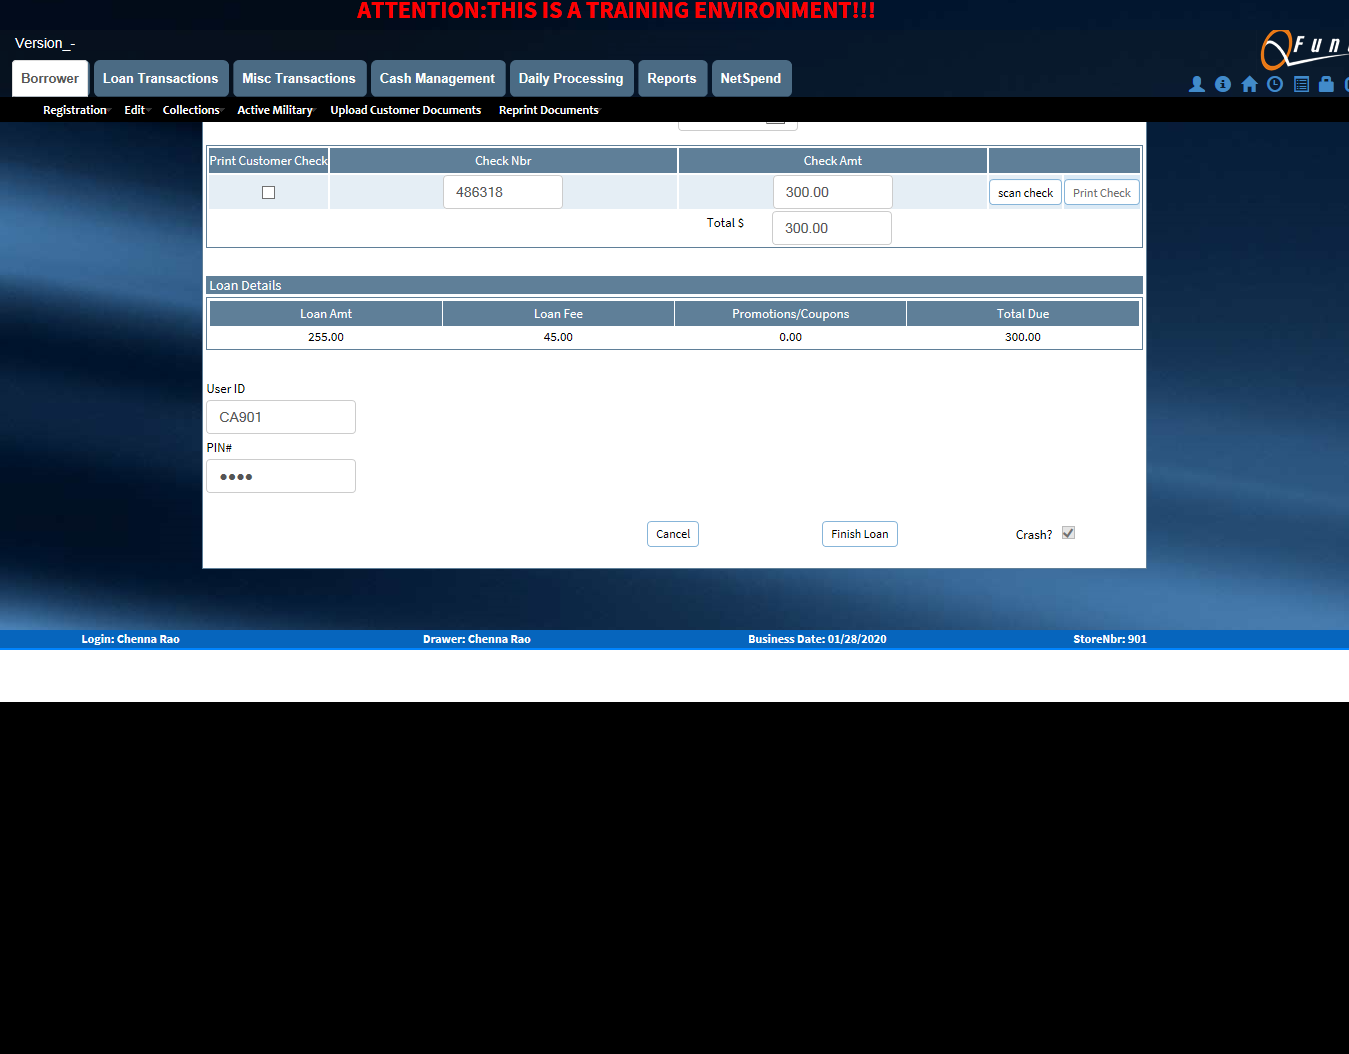 ATTENTION:THIS IS A TRAINING ENVIRONMENT!!!
Version_-
Borrower Loan Transactions Misc Transactions Cash Management Daily Processing Reports NetSpend
Registration Edit Collections Active Military Upload Customer Documents Reprint Documents
Print Customer Check Check Nbr Check Amt
486318 300.00 scan check Print Check
Total $ 300.00
Loan Details
Loan Amt Loan Fee Promotions/Coupons Total Due
255.00 45.00 0.00 300.00
User ID
CA901
PIN#
●●●●
Cancel Finish Loan Crash?
Login: Chenna Rao Drawer: Chenna Rao Business Date: 01/28/2020 StoreNbr: 901